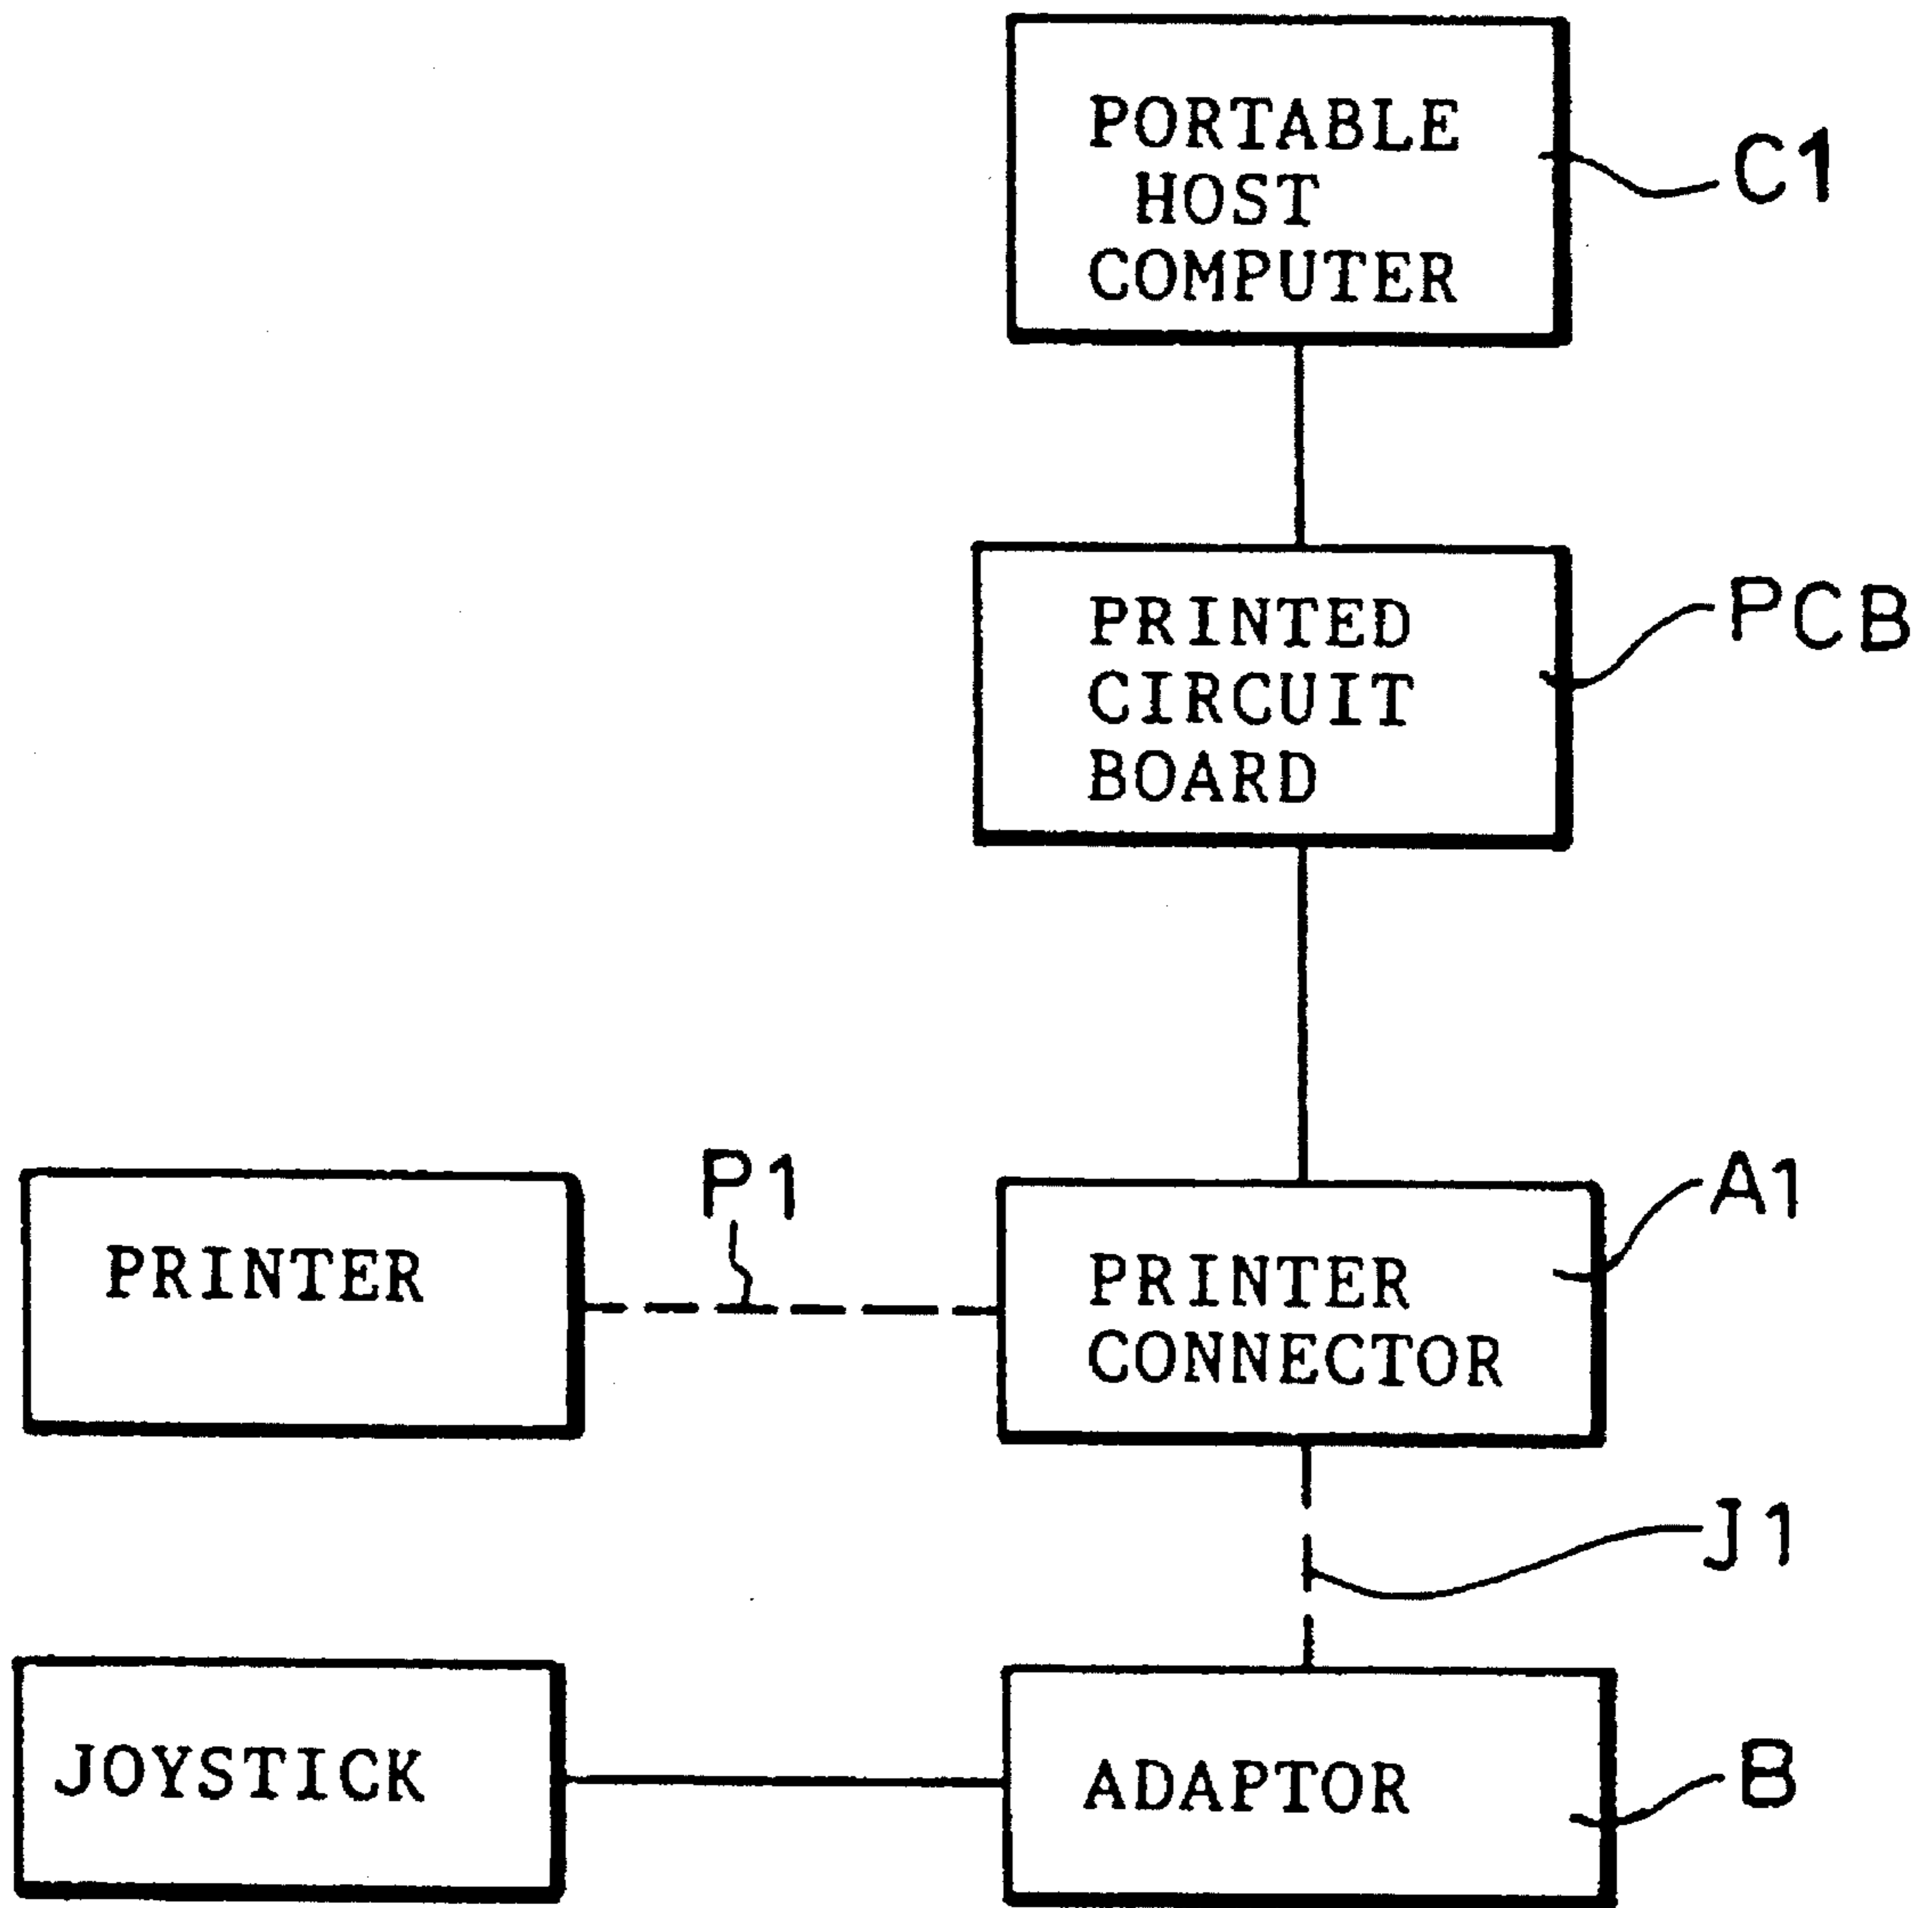 PORTABLE
HOST
COMPUTER
C1
PRINTED
CIRCUIT
BOARD
PCB
PRINTER
P1
PRINTER
CONNECTOR
A1
J1
JOYSTICK
ADAPTOR
B